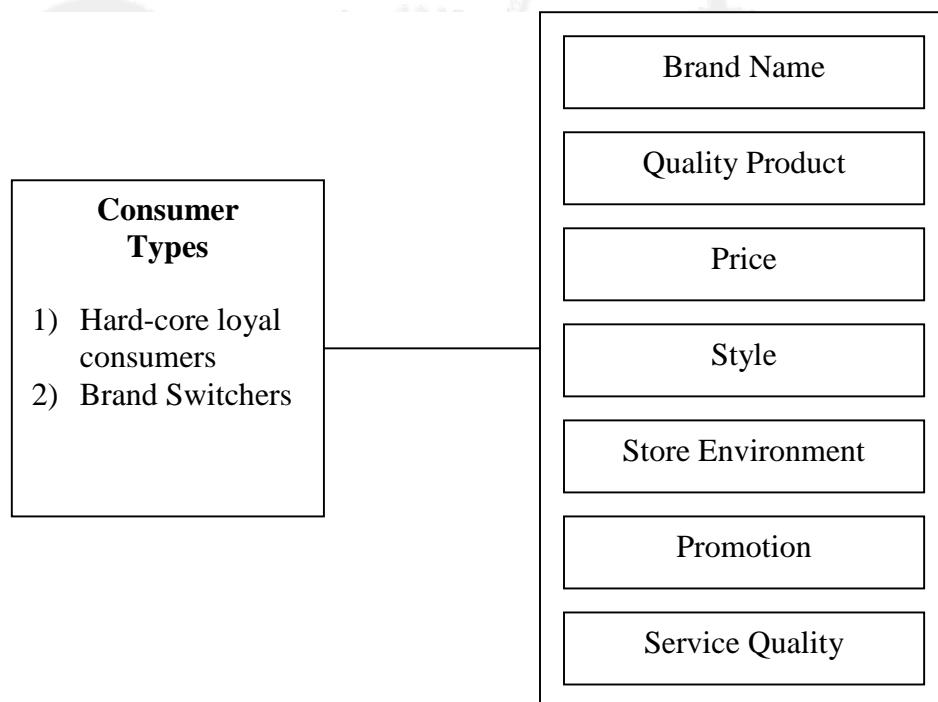 Consumer
Types
1) Hard-core loyal
consumers
2) Brand Switchers
Brand Name
Quality Product
Price
Style
Store Environment
Promotion
Service Quality